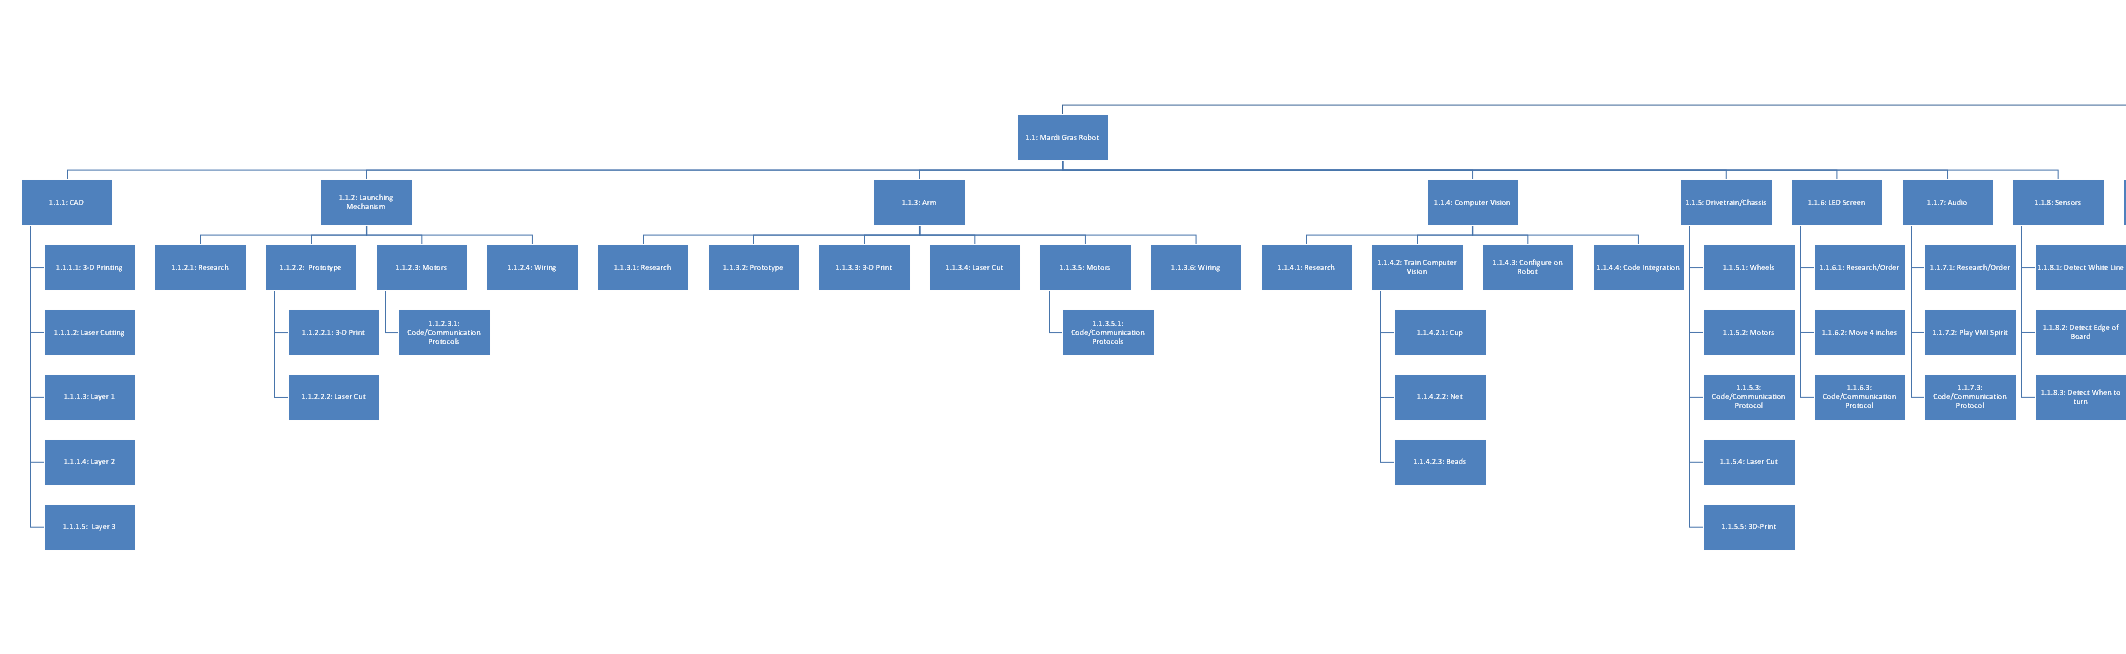 1.1: Mardi Gras Robot
1.1.1: CAD
1.1.2: Launching
Mechanism
1.1.3: Arm
1.1.4: Computer Vision
1.1.5: Drivetrain/Chassis
1.1.6: LED Screen
1.1.7: Audio
1.1.8: Sensors
1.1.1.1: 3-D Printing
1.1.2.1: Research
1.1.2.2: Prototype
1.1.2.3: Motors
1.1.2.4: Wiring
1.1.3.1: Research
1.1.3.2: Prototype
1.1.3.3: 3-D Print
1.1.3.4: Laser Cut
1.1.3.5: Motors
1.1.3.6: Wiring
1.1.4.1: Research
1.1.4.2: Train Computer
Vision
1.1.4.3: Configure on
Robot
1.1.4.4: Code Integration
1.1.5.1: Wheels
1.1.6.1: Research/Order
1.1.7.1: Research/Order
1.1.8.1: Detect White Line
1.1.1.2: Laser Cutting
1.1.2.2.1: 3-D Print
1.1.2.3.1:
Code/Communication
Protocols
1.1.3.5.1:
Code/Communication
Protocols
1.1.4.2.1: Cup
1.1.5.2: Motors
1.1.6.2: Move 4 inches
1.1.7.2: Play VMI Spirit
1.1.8.2: Detect Edge of
Board
1.1.1.3: Layer 1
1.1.2.2.2: Laser Cut
1.1.4.2.2: Net
1.1.5.3:
Code/Communication
Protocol
1.1.6.3:
Code/Communication
Protocol
1.1.7.3:
Code/Communication
Protocol
1.1.8.3: Detect When to
turn
1.1.1.4: Layer 2
1.1.4.2.3: Beads
1.1.5.4: Laser Cut
1.1.1.5: Layer 3
1.1.5.5: 3D-Print